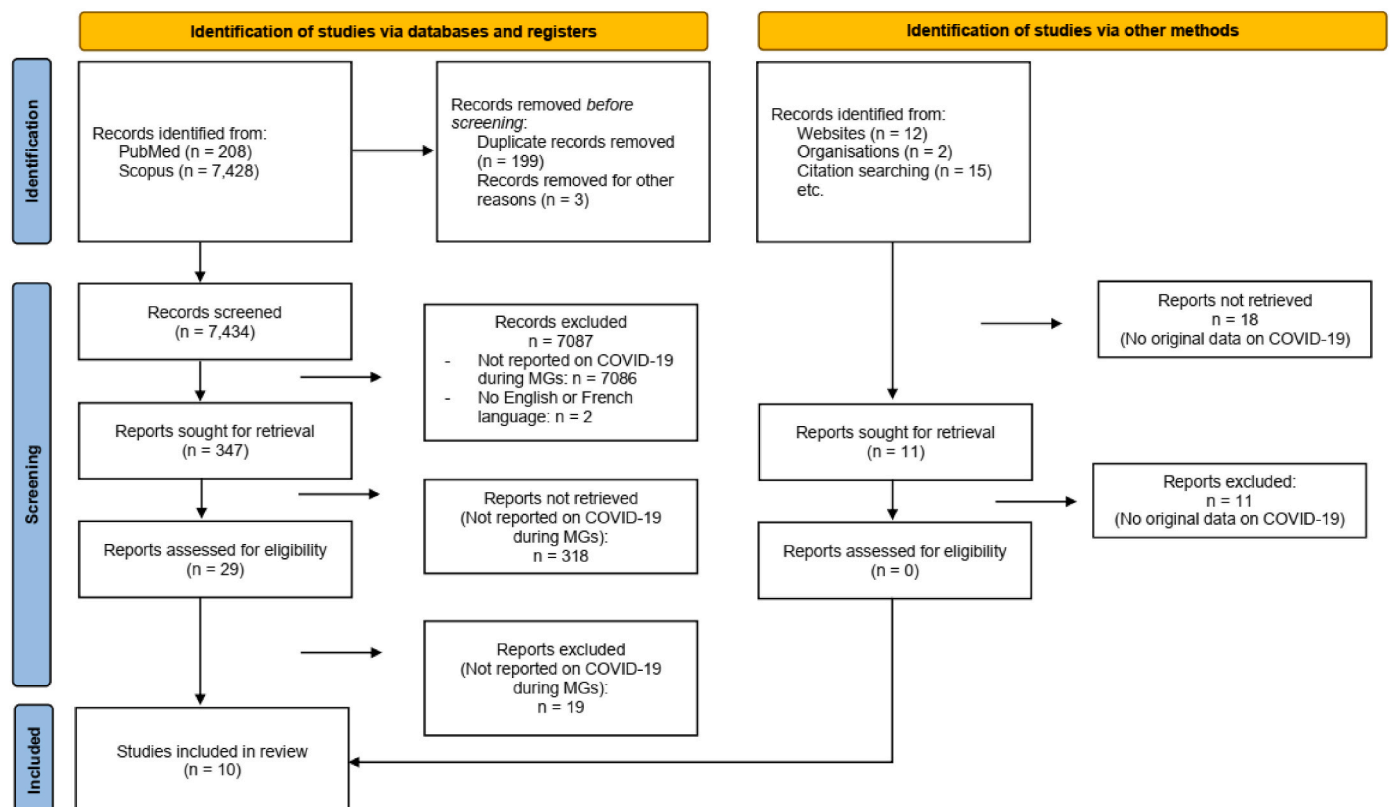 Identification of studies via databases and registers
Identification of studies via other methods
Identification
Records identified from:
PubMed (n = 208)
Scopus (n = 7,428)
Records removed before
screening:
Duplicate records removed
(n = 199)
Records removed for other
reasons (n = 3)
Records identified from:
Websites (n = 12)
Organisations (n = 2)
Citation searching (n = 15)
etc.
Screening
Records screened
(n = 7,434)
Records excluded
n = 7087
- Not reported on COVID-19
during MGs: n = 7086
- No English or French
language: n = 2
Reports not retrieved
n = 18
(No original data on COVID-19)
Reports sought for retrieval
(n = 347)
Reports sought for retrieval
(n = 11)
Reports not retrieved
(Not reported on COVID-19
during MGs):
n = 318
Reports excluded:
n = 11
(No original data on COVID-19)
Reports assessed for eligibility
(n = 29)
Reports assessed for eligibility
(n = 0)
Reports excluded
(Not reported on COVID-19
during MGs):
n = 19
Included
Studies included in review
(n = 10)